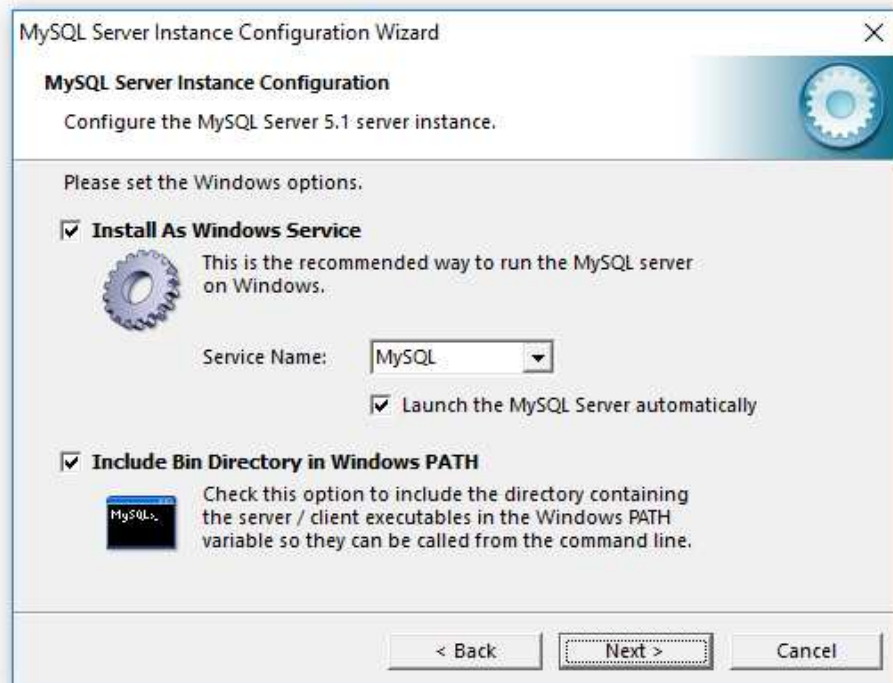 MySQL Server Instance Configuration Wizard
MySQL Server Instance Configuration
Configure the MySQL Server 5.1 server instance.
Please set the Windows options.
Install As Windows Service
This is the recommended way to run the MySQL server
on Windows.
Service Name:
MySQL
Launch the MySQL Server automatically
Include Bin Directory in Windows PATH
MySQL>_
Check this option to include the directory containing
the server / client executables in the Windows PATH
variable so they can be called from the command line.
< Back
Next >
Cancel